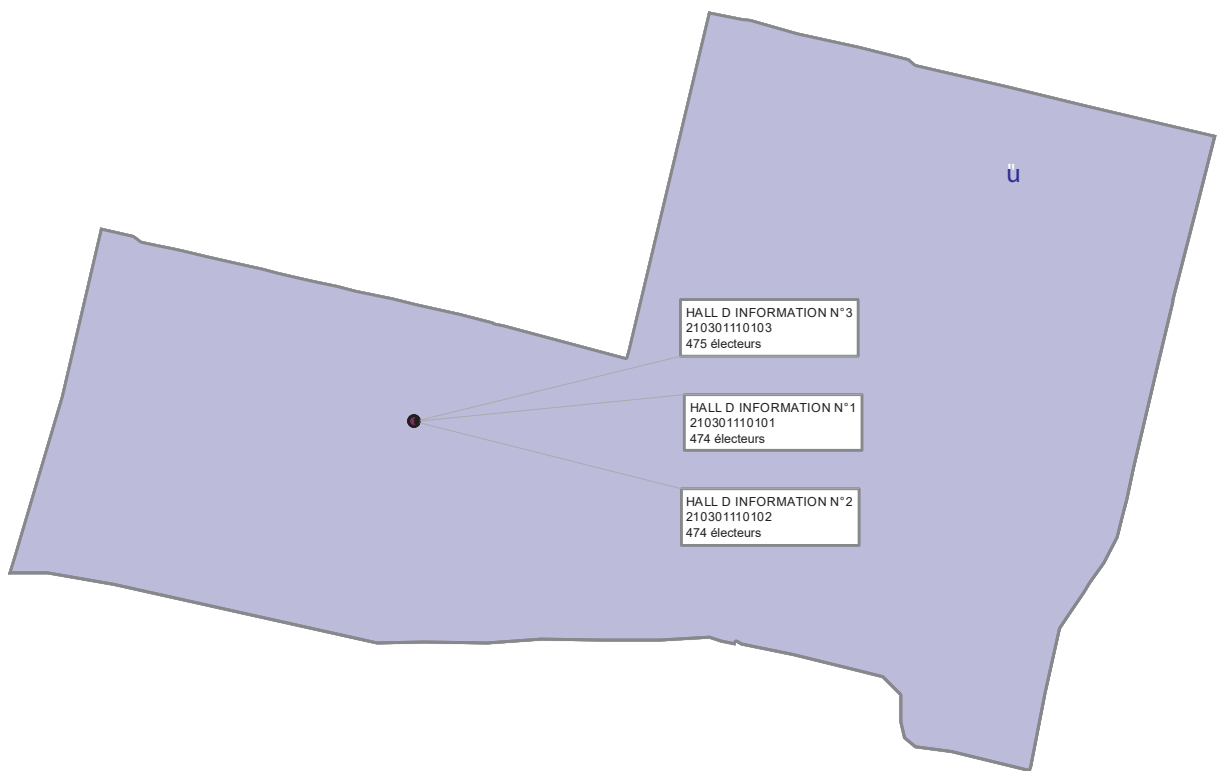 ü
HALL D INFORMATION N°3
210301110103
475 électeurs
HALL D INFORMATION N°1
210301110101
474 électeurs
HALL D INFORMATION N°2
210301110102
474 électeurs